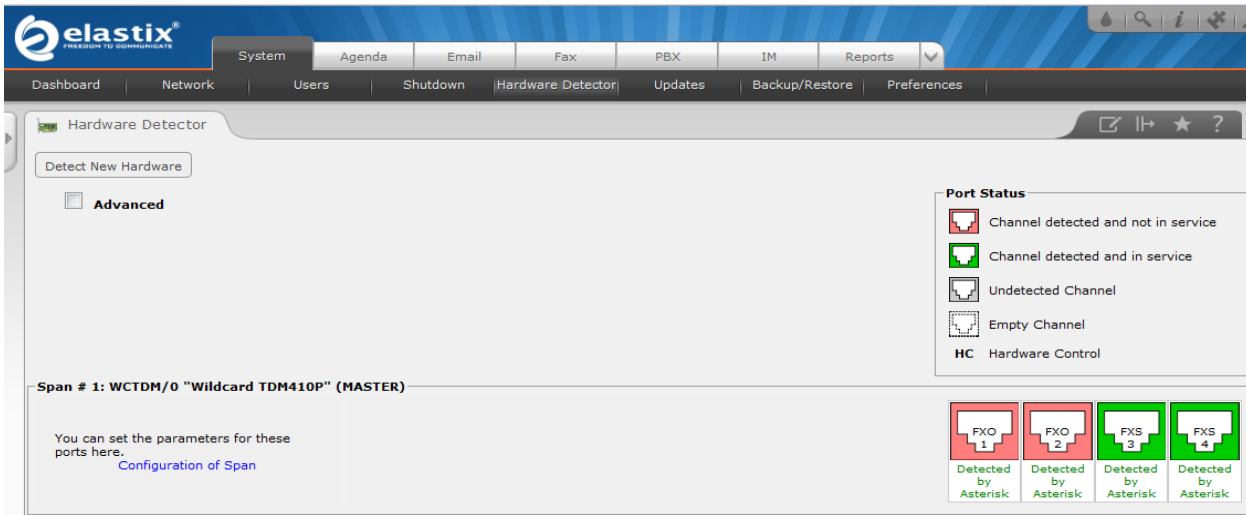 elastix®
FREEDOM TO COMMUNICATE
System Agenda Email Fax PBX IM Reports
Dashboard Network Users Shutdown Hardware Detector Updates Backup/Restore Preferences
Hardware Detector
Detect New Hardware
Advanced
Port Status
Channel detected and not in service
Channel detected and in service
Undetected Channel
Empty Channel
HC Hardware Control
Span # 1: WCTDM/0 "Wildcard TDM410P" (MASTER)
You can set the parameters for these
ports here.
Configuration of Span
FXO FXO FXS FXS
1 2 3 4
Detected Detected Detected Detected
by by by by
Asterisk Asterisk Asterisk Asterisk